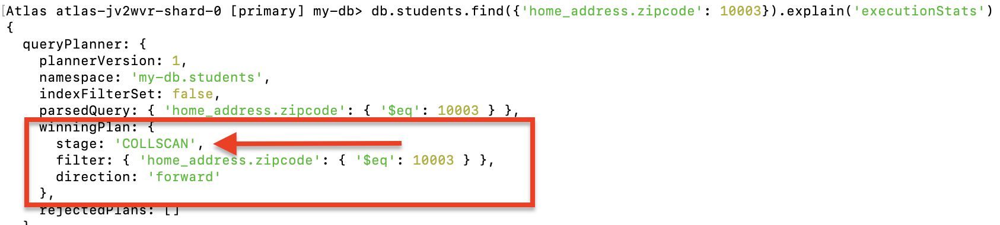 [Atlas atlas-jv2wvr-shard-0 [primary] my-db> db.students.find({'home_address.zipcode': 10003}).explain('executionStats')
{
queryPlanner: {
plannerVersion: 1,
namespace: 'my-db.students',
indexFilterSet: false,
parsedQuery: { 'home_address.zipcode': { '$eq': 10003 } },
winningPlan: {
stage: 'COLLSCAN',
filter: { 'home_address.zipcode': { '$eq': 10003 } },
direction: 'forward'
},
rejectedPlans: []
}